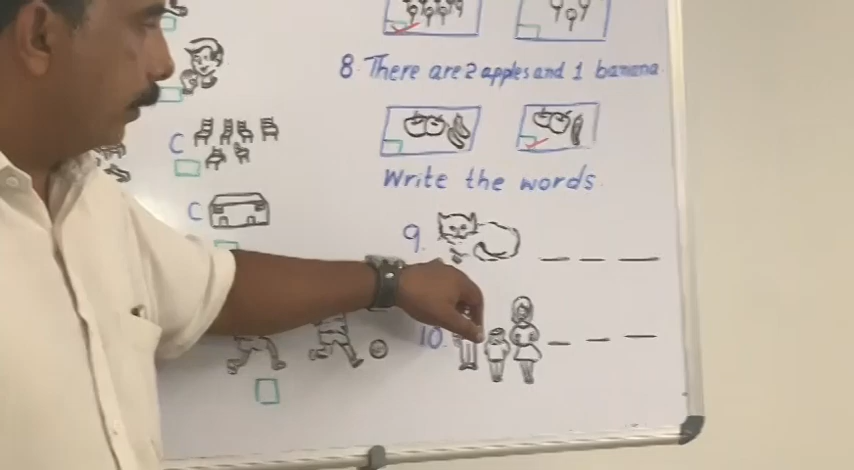 C
C
8. There are 2 apples and 1 banana.
Write the words.
9.
10.